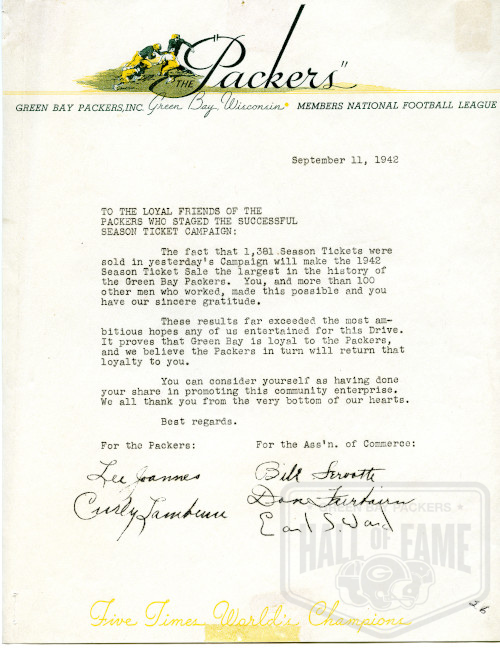 THE "Packers"
GREEN BAY PACKERS, INC. Green Bay, Wisconsin MEMBERS NATIONAL FOOTBALL LEAGUE
September 11, 1942
TO THE LOYAL FRIENDS OF THE
PACKERS WHO STAGED THE SUCCESSFUL
SEASON TICKET CAMPAIGN:
The fact that 1,381 Season Tickets were
sold in yesterday's Campaign will make the 1942
Season Ticket Sale the largest in the history of
the Green Bay Packers. You, and more than 100
other men who worked, made this possible and you
have our sincere gratitude.
These results far exceeded the most am-
bitious hopes any of us entertained for this Drive.
It proves that Green Bay is loyal to the Packers,
and we believe the Packers in turn will return that
loyalty to you.
You can consider yourself as having done
your share in promoting this community enterprise.
We all thank you from the very bottom of our hearts.
Best regards.
For the Packers: For the Ass'n. of Commerce:
Lee Joannes Bill Servotte
Curly Lambeau Dane Fairbairn
Earl S. Ward
GREEN BAY PACKERS
HALL OF FAME
26
Five Times World's Champions